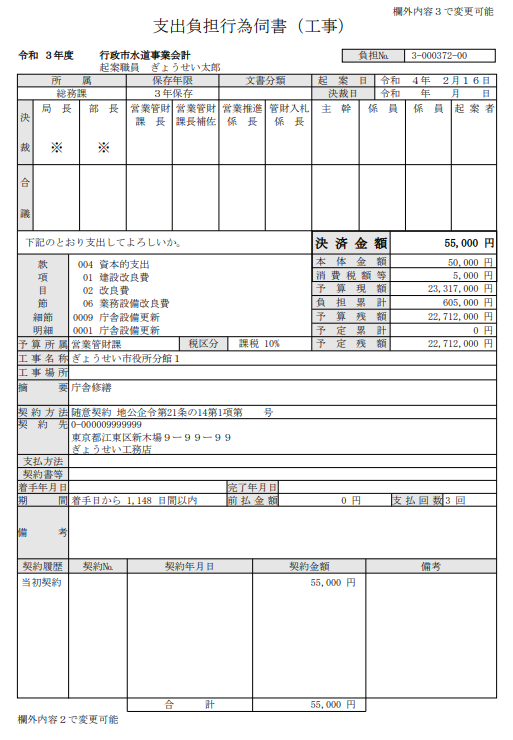 欄外内容３で変更可能
支出負担行為伺書（工事）
令和 ３年度 行政市水道事業会計 負担№ 3-000372-00
起案職員 ぎょうせい太郎
所属 保存年限 文書分類 起案日 令和 ４年 ２月１６日
総務課 ３年保存 決裁日 令和 年 月 日
決裁 局長 部長 営業管財課長 営業管財課長補佐 営業推進係長 管財入札係長 主幹 係員 係員 起案者
※ ※
合議
下記のとおり支出してよろしいか。 決済金額 55,000 円
本体金額 50,000 円
款 004 資本的支出 消費税額等 5,000 円
項 01 建設改良費 予算現額 23,317,000 円
目 02 改良費 負担累計 605,000 円
節 06 業務設備改良費 予算残額 22,712,000 円
細節 0009 庁舎設備更新 予定累計 0 円
明細 0001 庁舎設備更新 予定残額 22,712,000 円
予算所属 営業管財課 税区分 課税 10%
工事名称 ぎょうせい市役所分館１
工事場所
摘要 庁舎修繕
契約方法 随意契約 地公企令第21条の14第1項第 号
契約先 0-000009999999
東京都江東区新木場９ー９９ー９９
ぎょうせい工務店
支払方法
契約書等
着手年月日 完了年月日
期間 着手日から 1,148 日間以内 前払金額 0 円 支払回数 3 回
備考
契約履歴 契約№ 契約年月日 契約金額 備考
当初契約 55,000 円
合計 55,000 円
欄外内容２で変更可能